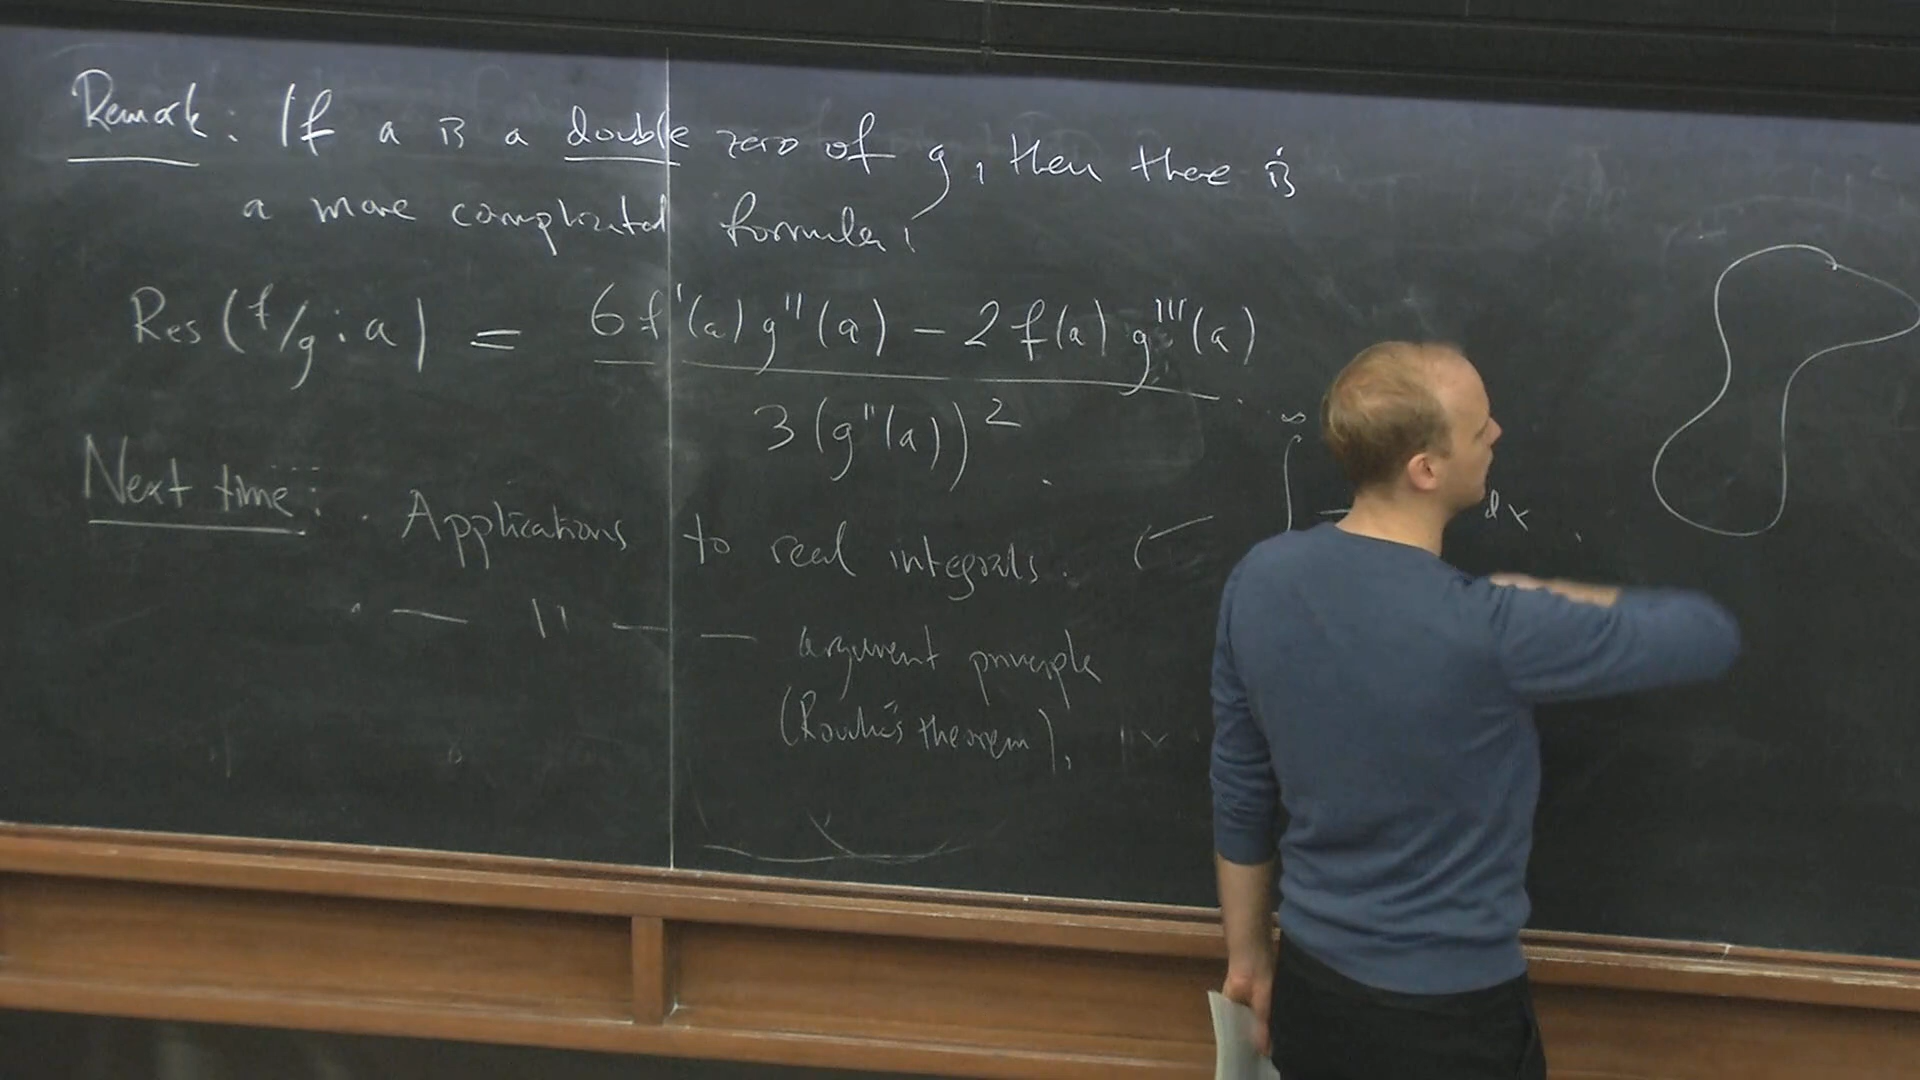 Remark: If a is a double zero of g, then there is
a more complicated formula:
Res(f/g; a) = 6f'(a)g''(a) − 2f(a)g'''(a)
3(g''(a))²
Next time: · Applications to real integrals.
∞
∫ dx
· — " — — argument principle
(Rouché's theorem),